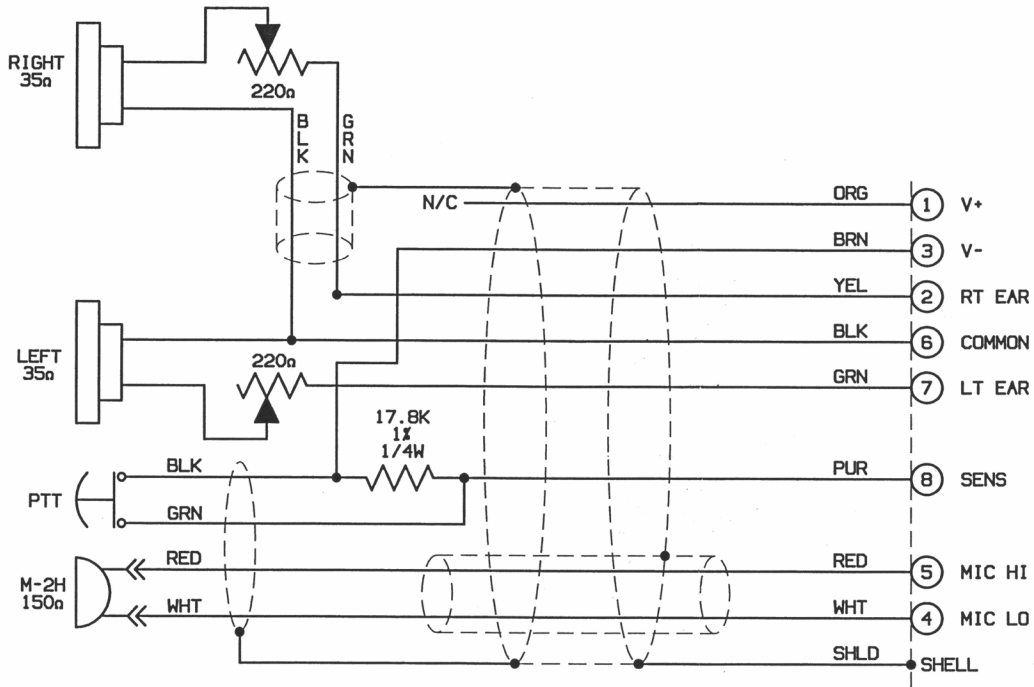 RIGHT
35Ω
220Ω
BLK
GRN
N/C
ORG
1
V+
BRN
3
V-
YEL
2
RT EAR
BLK
6
COMMON
LEFT
35Ω
220Ω
GRN
7
LT EAR
17.8K
1%
1/4W
BLK
PUR
8
SENS
PTT
GRN
RED
RED
5
MIC HI
M-2H
150Ω
WHT
WHT
4
MIC LO
SHLD
SHELL